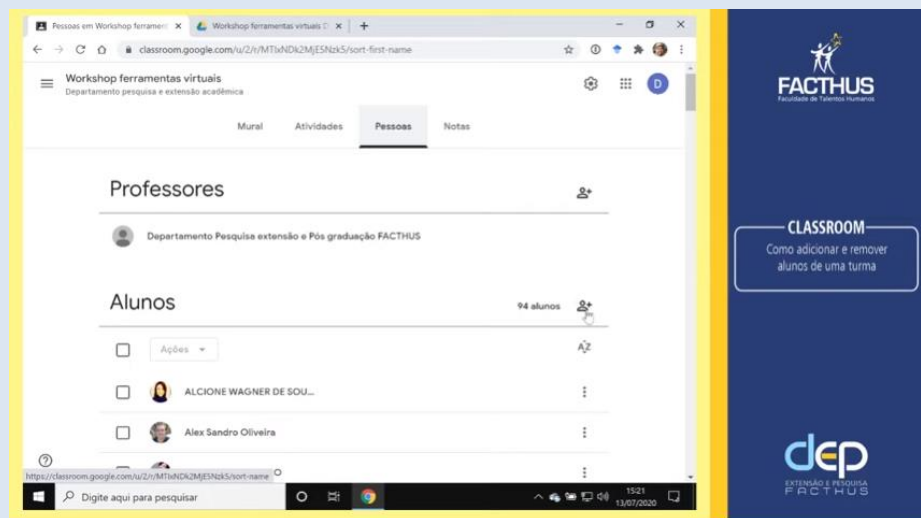 Pessoas em Workshop ferrament
Workshop ferramentas virtuais D
classroom.google.com/u/2/r/MTIxNDk2MjE5Nzk5/sort-first-name
Workshop ferramentas virtuais
Departamento pesquisa e extensão acadêmica
D
Mural Atividades Pessoas Notas
Professores
Departamento Pesquisa extensão e Pós graduação FACTHUS
Alunos
94 alunos
Ações
AZ
ALCIONE WAGNER DE SOU...
Alex Sandro Oliveira
https://classroom.google.com/u/2/r/MTIxNDk2MjE5Nzk5/sort-name
Digite aqui para pesquisar
15:21
13/07/2020
FACTHUS
Faculdade de Talentos Humanos
CLASSROOM
Como adicionar e remover
alunos de uma turma
dep
EXTENSÃO E PESQUISA
FACTHUS